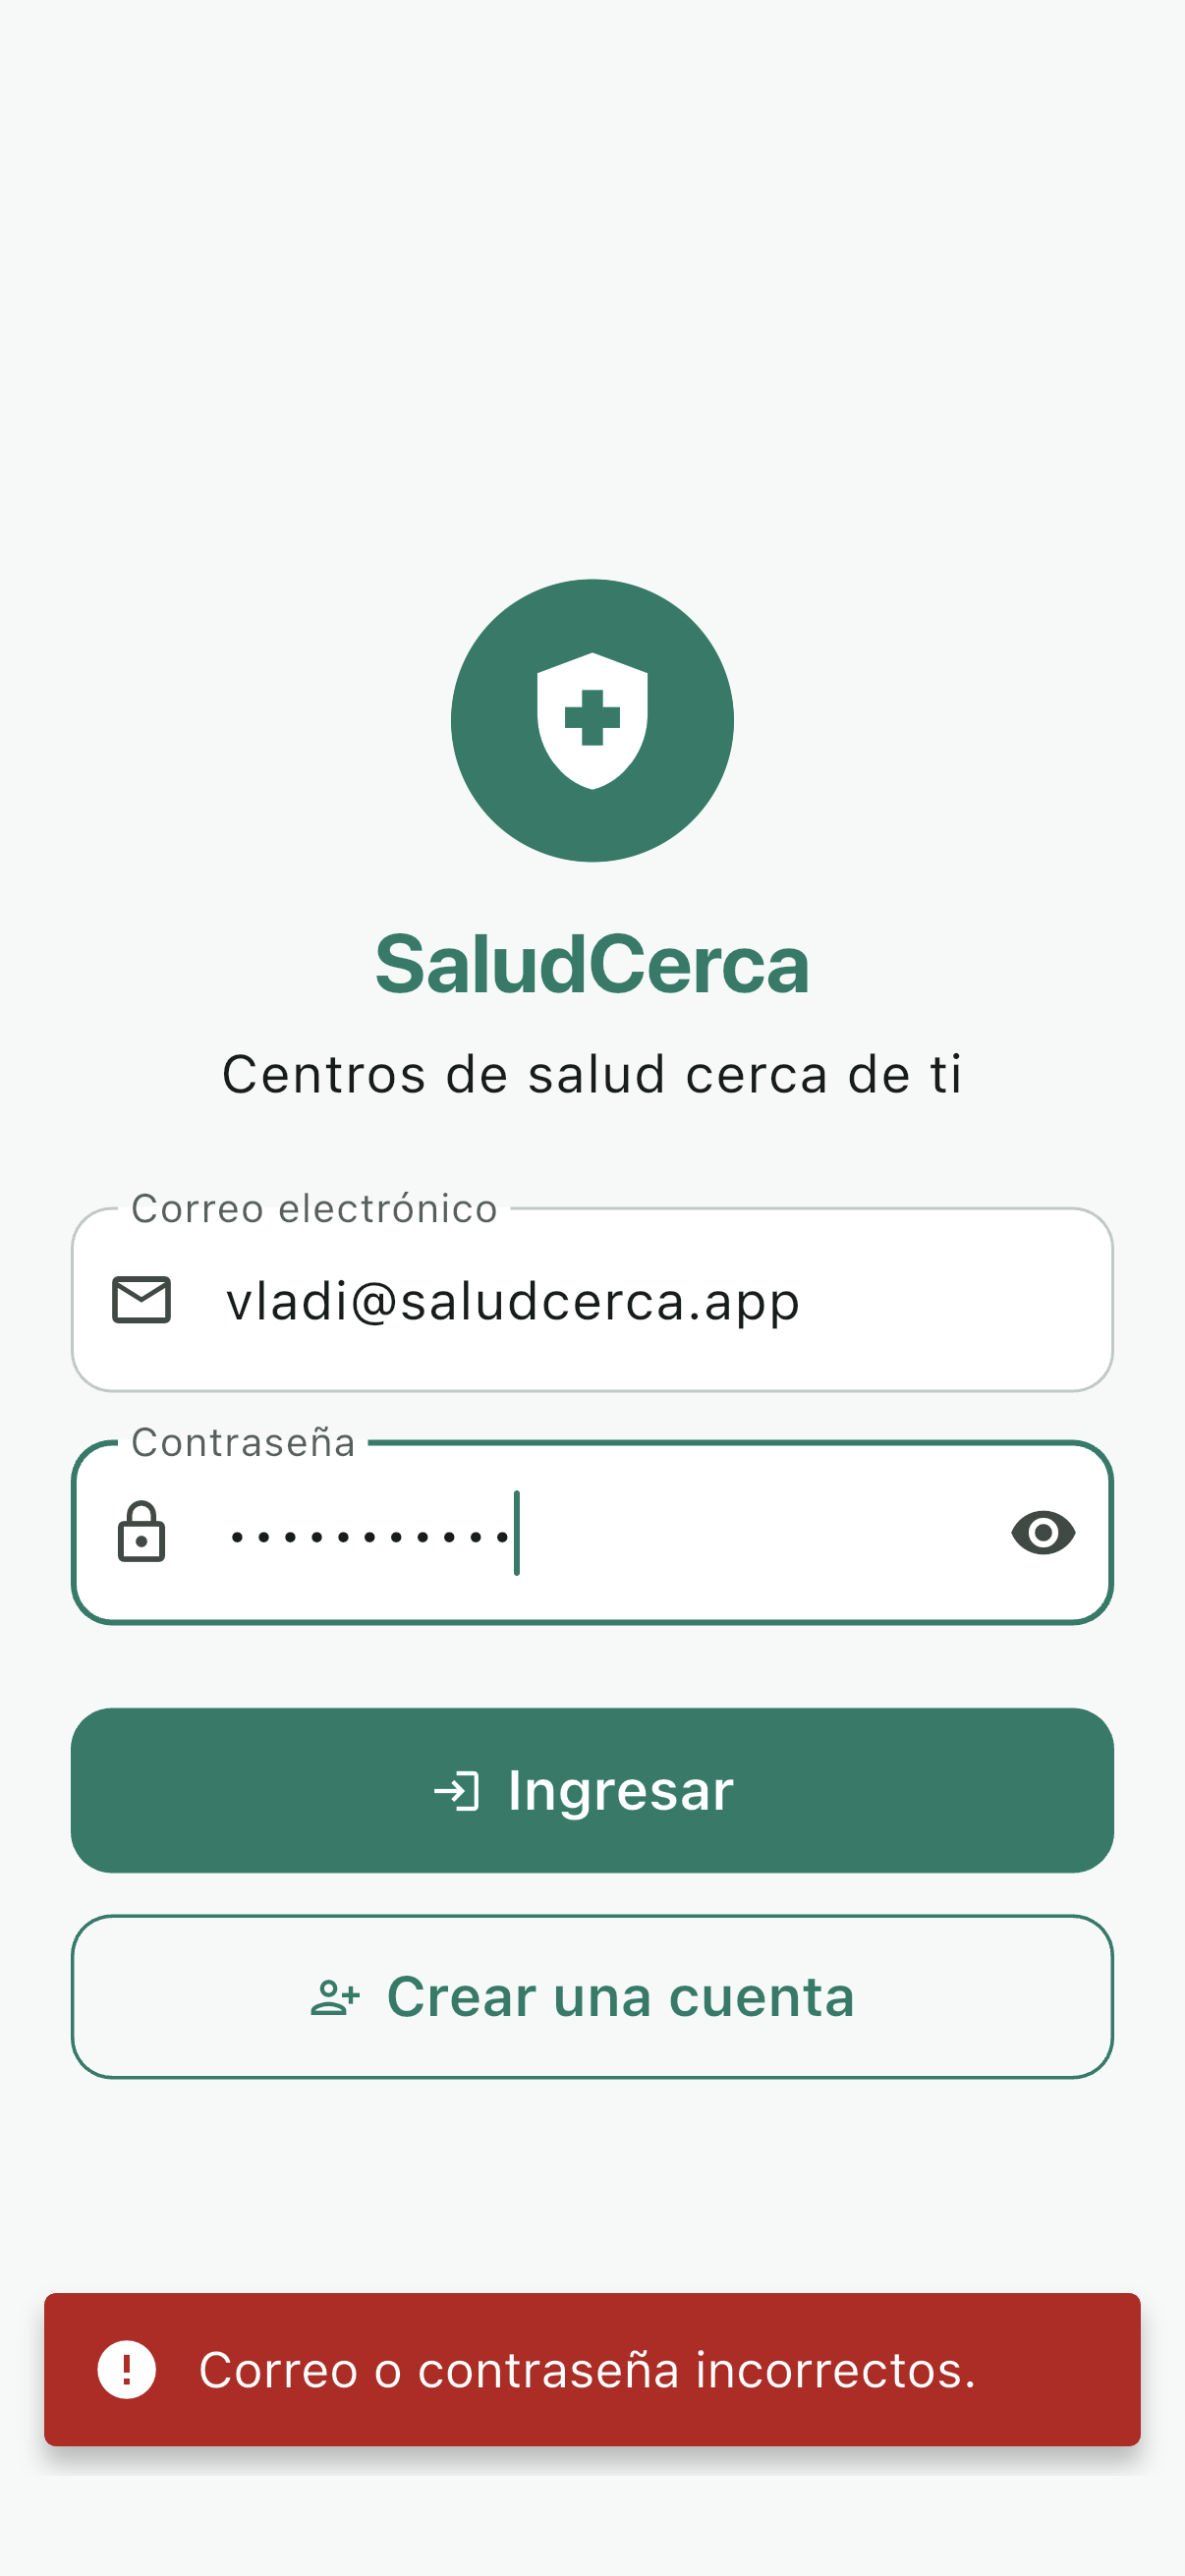 SaludCerca
Centros de salud cerca de ti
Correo electrónico
vladi@saludcerca.app
Contraseña
•••••••••••
Ingresar
Crear una cuenta
Correo o contraseña incorrectos.